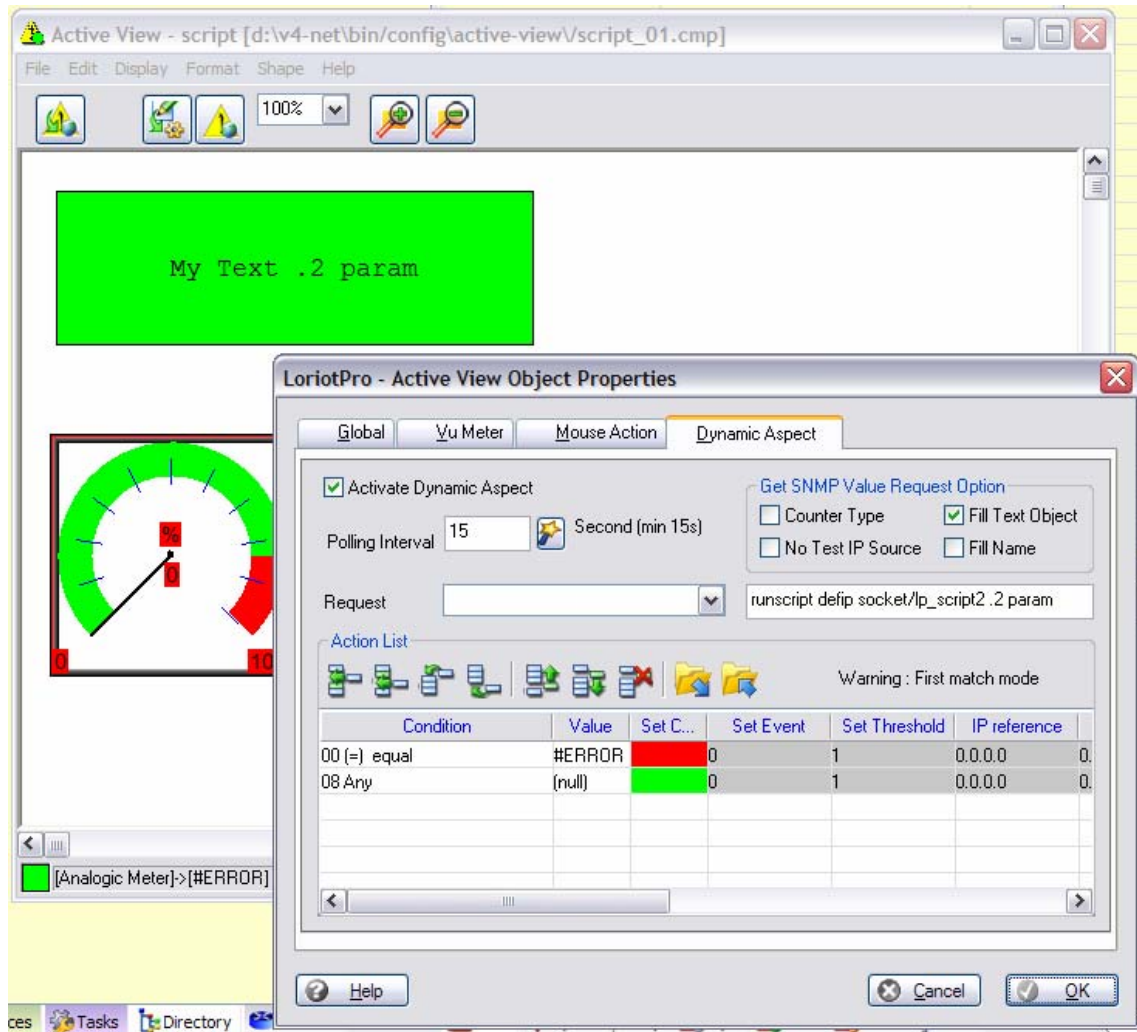 Active View - script [d:\v4-net\bin/config\active-view\/script_01.cmp]
File Edit Display Format Shape Help
100%
My Text .2 param
%
0
0
10
[Analogic Meter]->[#ERROR]
LoriotPro - Active View Object Properties
Global Vu Meter Mouse Action Dynamic Aspect
Activate Dynamic Aspect
Polling Interval 15 Second (min 15s)
Get SNMP Value Request Option
Counter Type Fill Text Object
No Test IP Source Fill Name
Request runscript defip socket/lp_script2 .2 param
Action List
Warning : First match mode
Condition Value Set C... Set Event Set Threshold IP reference
00 (=) equal #ERROR 0 1 0.0.0.0 0.
08 Any (null) 0 1 0.0.0.0 0.
Help Cancel OK
ces Tasks Directory